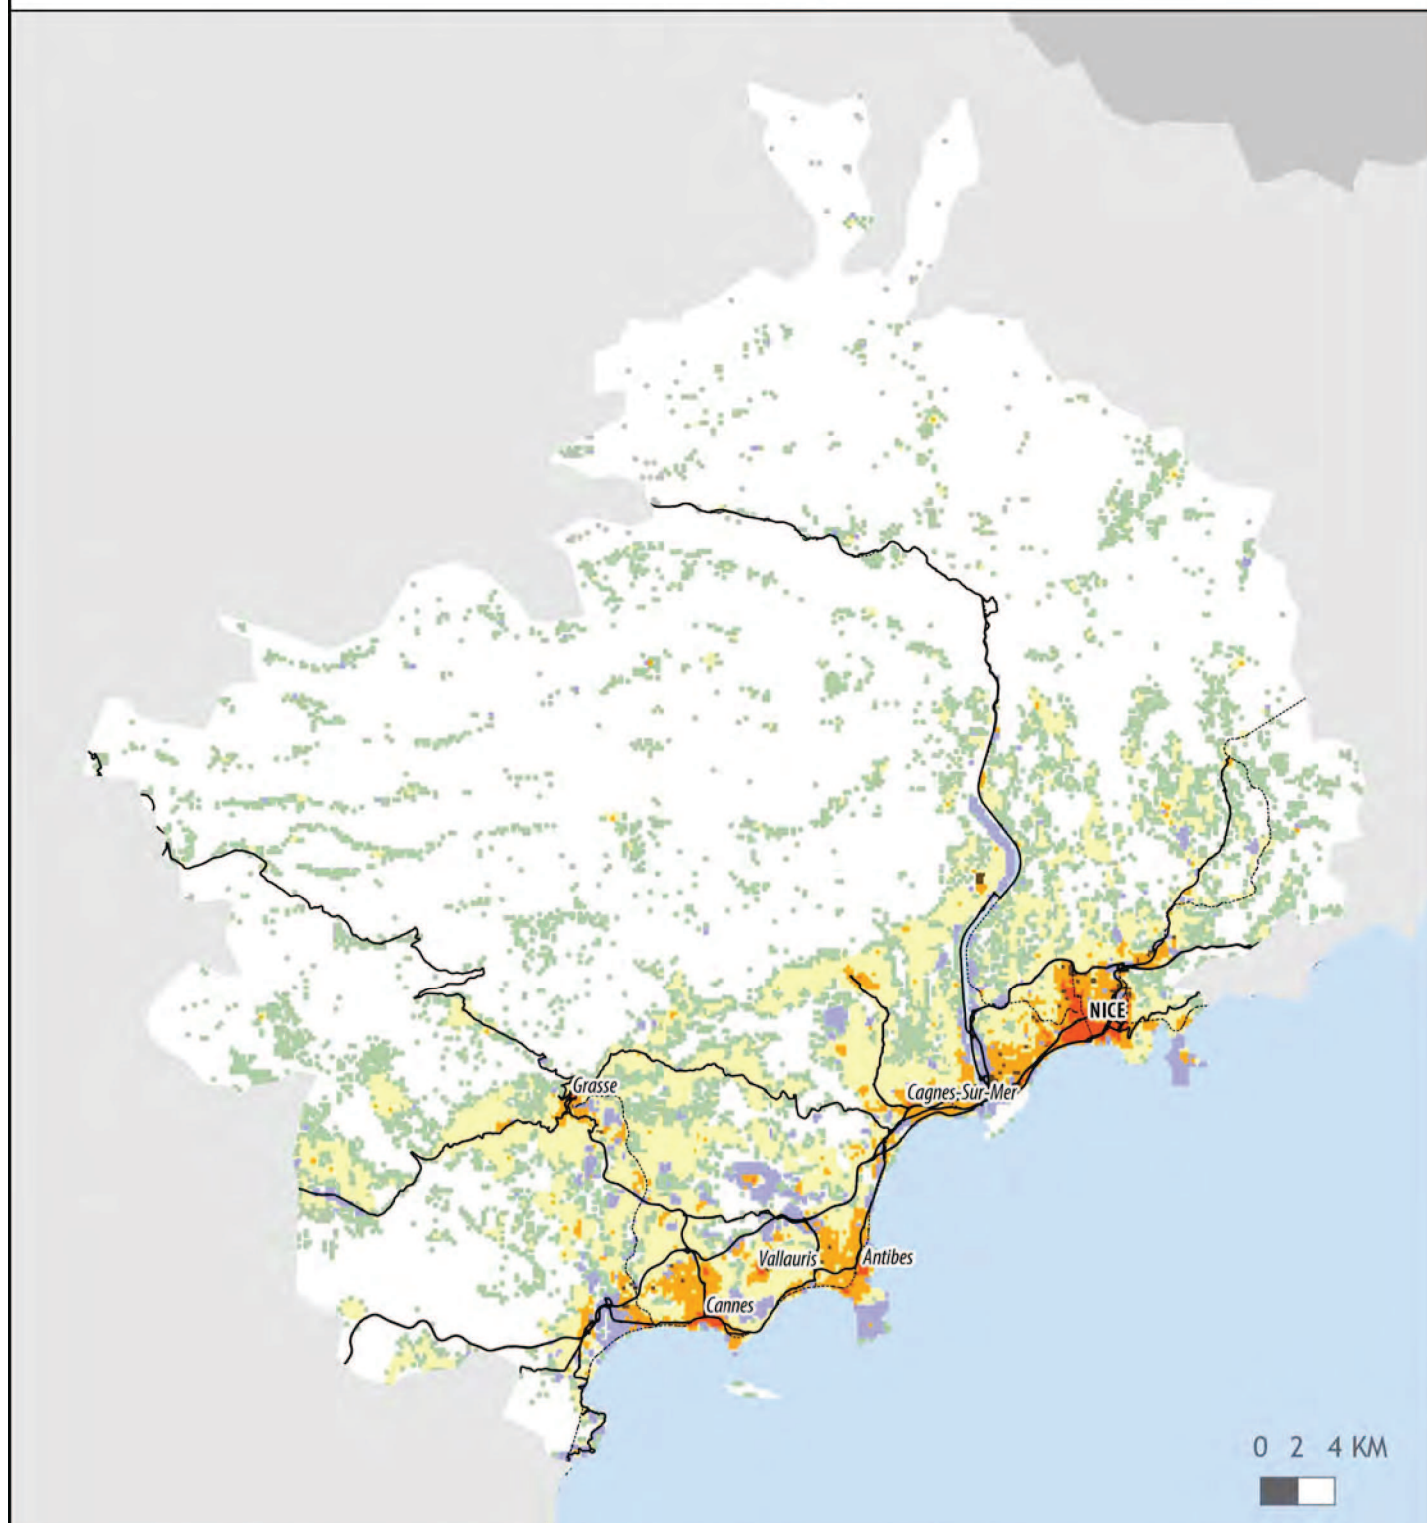 NICE
Grasse
Cagnes-Sur-Mer
Vallauris
Antibes
Cannes
0 2 4 KM